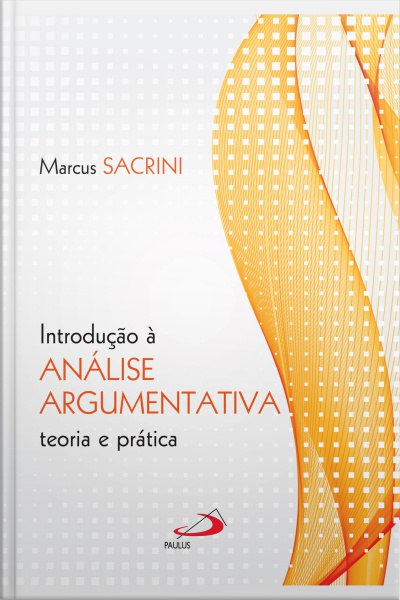 Marcus SACRINI
Introdução à
ANÁLISE
ARGUMENTATIVA
teoria e prática
PAULUS